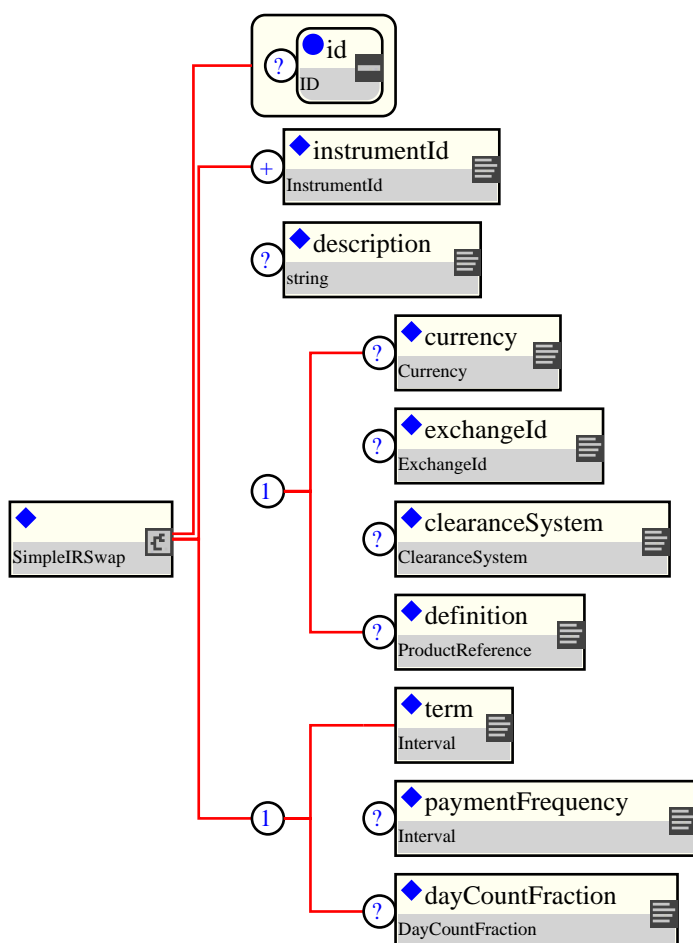 ?
id
ID
+
instrumentId
InstrumentId
?
description
string
?
currency
Currency
?
exchangeId
ExchangeId
1
?
clearanceSystem
ClearanceSystem
SimpleIRSwap
?
definition
ProductReference
term
Interval
1
?
paymentFrequency
Interval
?
dayCountFraction
DayCountFraction